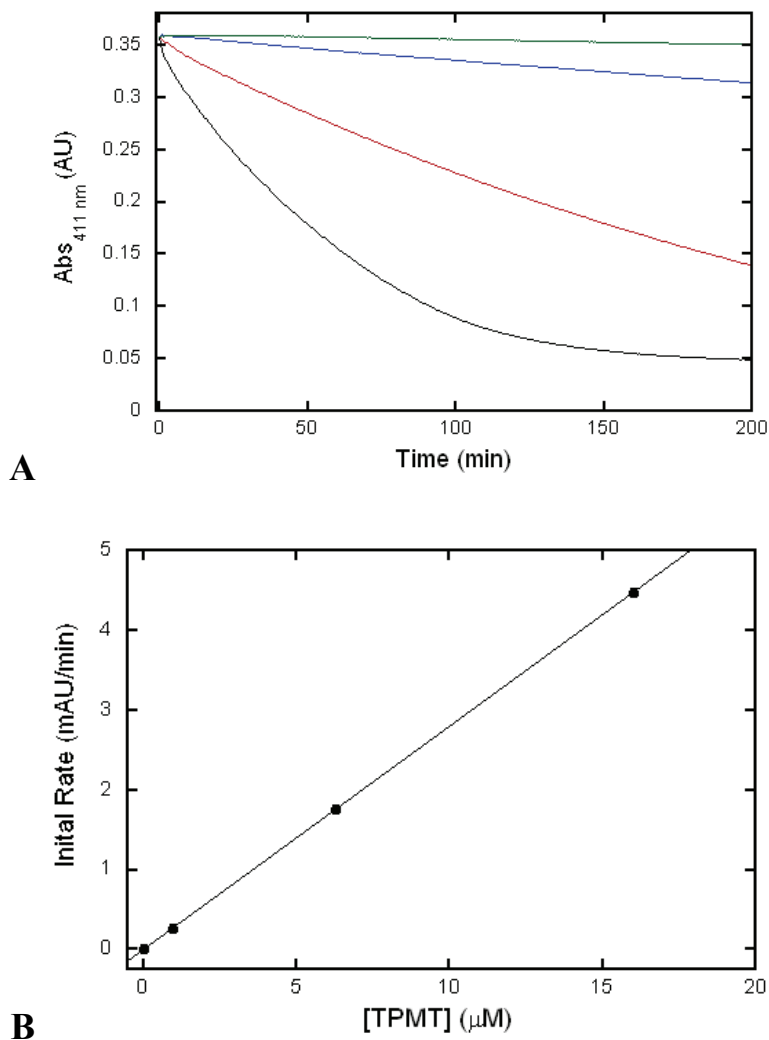 0.35
0.3
0.25
0.2
0.15
0.1
0.05
0
Abs411 nm (AU)
0 50 100 150 200
Time (min)
A
5
4
3
2
1
0
Inital Rate (mAU/min)
0 5 10 15 20
[TPMT] (μM)
B